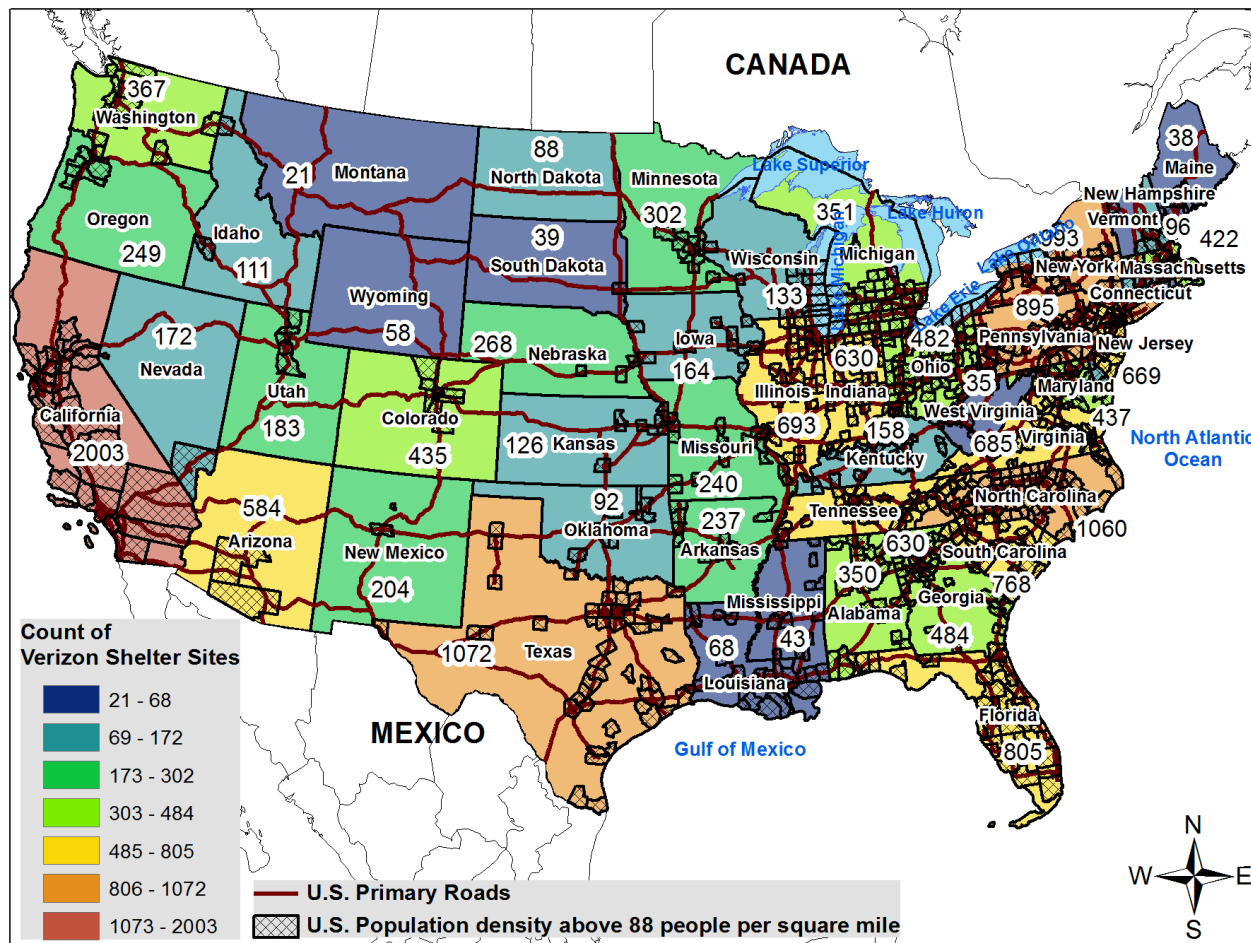 CANADA
367
Washington
88
North Dakota
Minnesota
Lake Superior
38
Maine
21
Montana
302
351
Lake Huron
New Hampshire
Vermont
96
422
Oregon
249
Idaho
111
39
South Dakota
Wisconsin
133
Lake Michigan
Michigan
Lake Ontario
993
New York
Massachusetts
Connecticut
Wyoming
58
Lake Erie
895
Pennsylvania
New Jersey
172
Nevada
268
Nebraska
Iowa
164
630
Illinois
Indiana
482
Ohio
35
Maryland
669
Utah
183
Colorado
435
126
Kansas
Missouri
240
693
158
Kentucky
West Virginia
685
Virginia
437
North Atlantic
Ocean
California
2003
584
Arizona
New Mexico
204
92
Oklahoma
237
Arkansas
Tennessee
630
North Carolina
1060
South Carolina
768
1072
Texas
68
Louisiana
Mississippi
43
350
Alabama
Georgia
484
MEXICO
Gulf of Mexico
Florida
805
Count of
Verizon Shelter Sites
21 - 68
69 - 172
173 - 302
303 - 484
485 - 805
806 - 1072
1073 - 2003
U.S. Primary Roads
U.S. Population density above 88 people per square mile
N
W
E
S